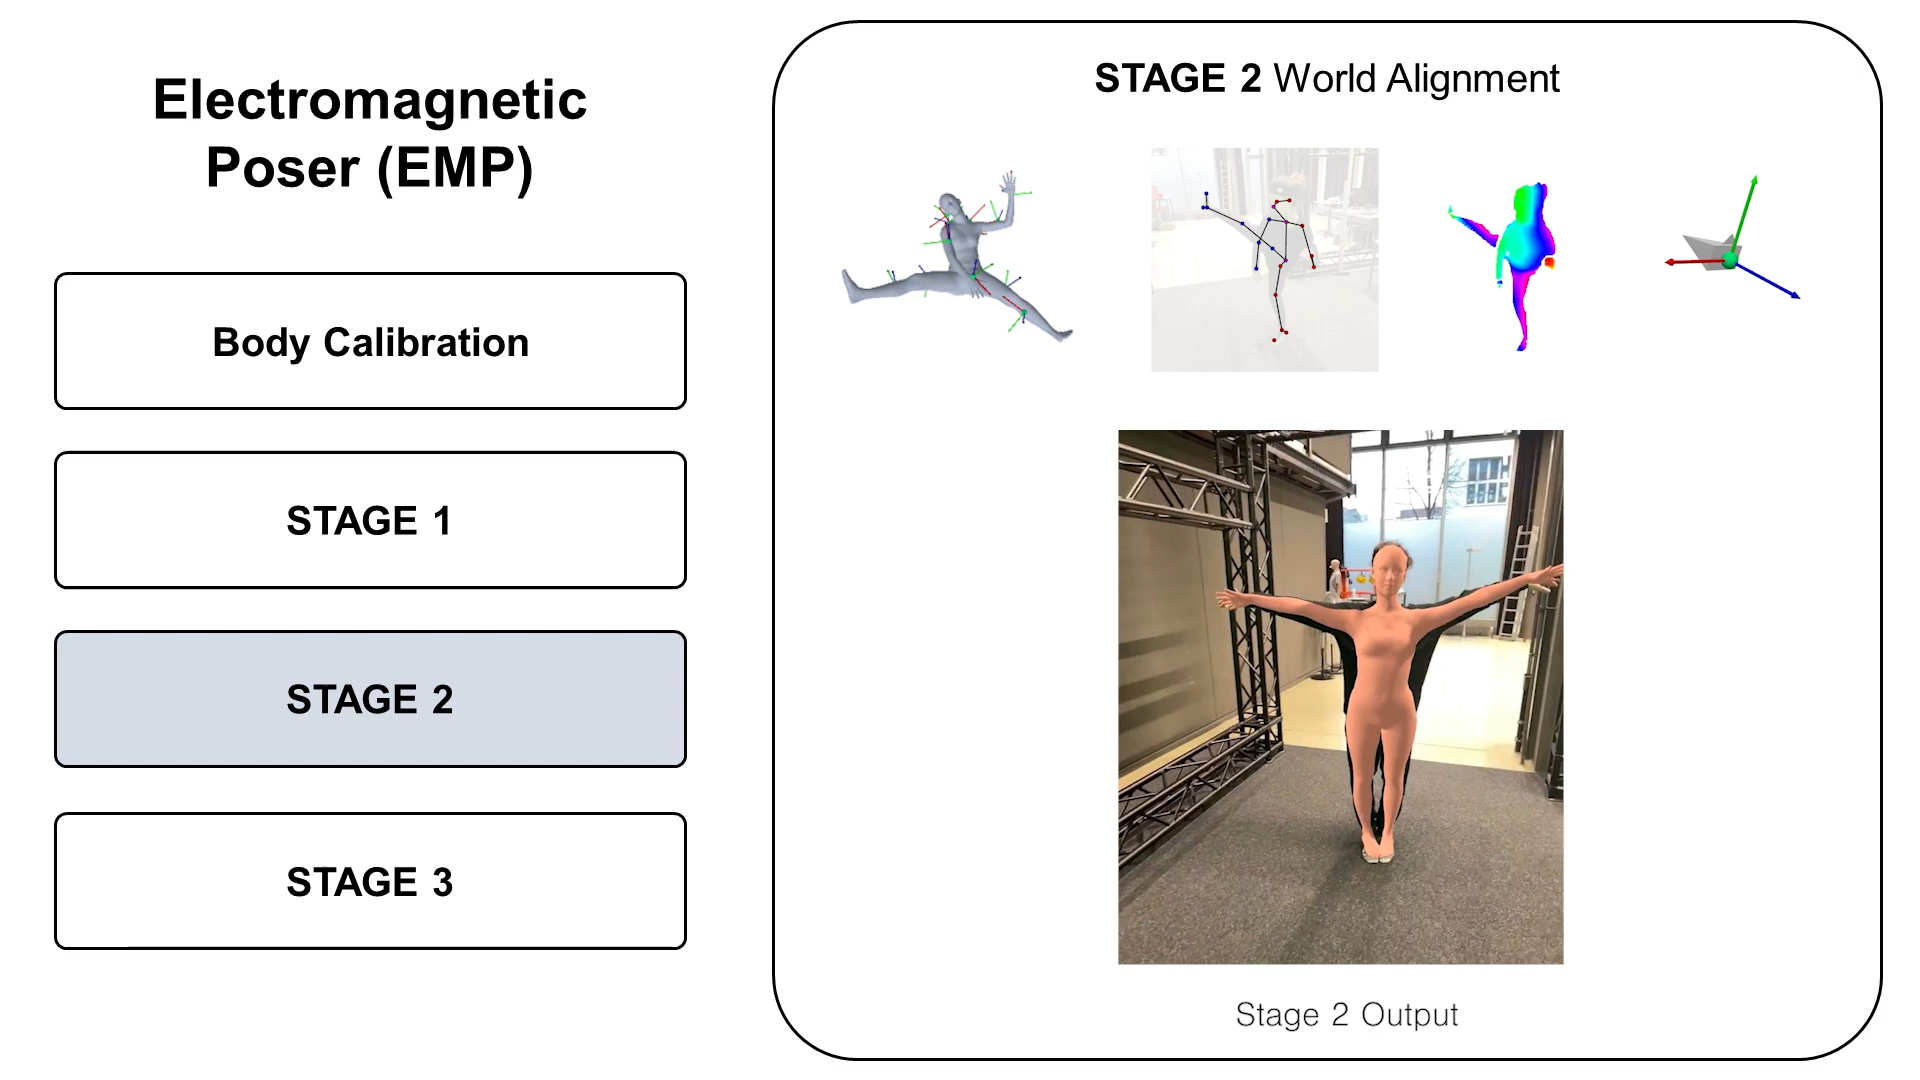 Electromagnetic
Poser (EMP)
Body Calibration
STAGE 1
STAGE 2
STAGE 3
STAGE 2 World Alignment
Stage 2 Output